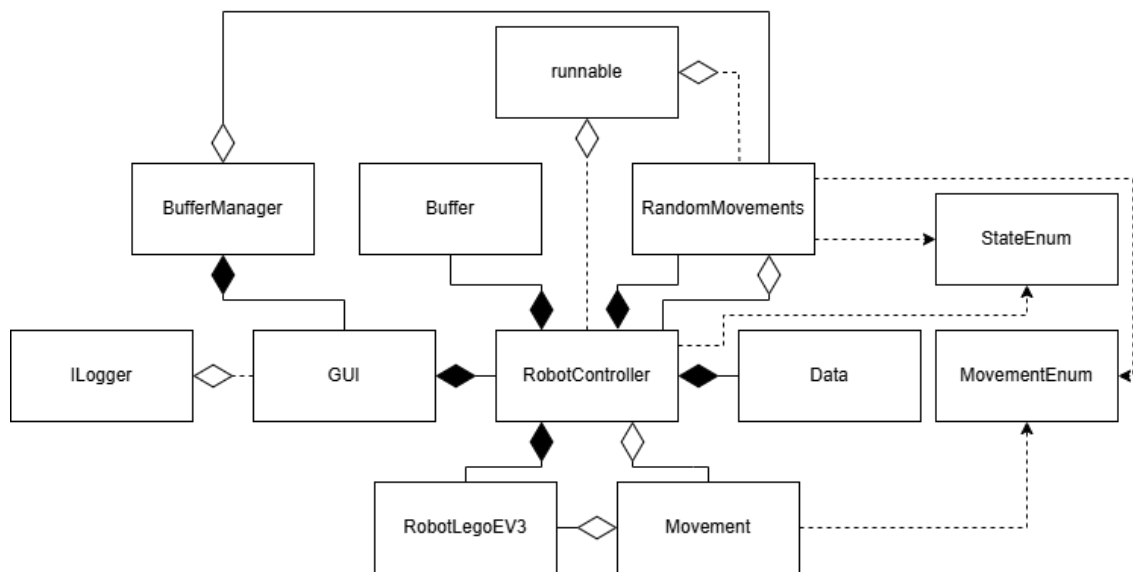 runnable
BufferManager
Buffer
RandomMovements
StateEnum
ILogger
GUI
RobotController
Data
MovementEnum
RobotLegoEV3
Movement